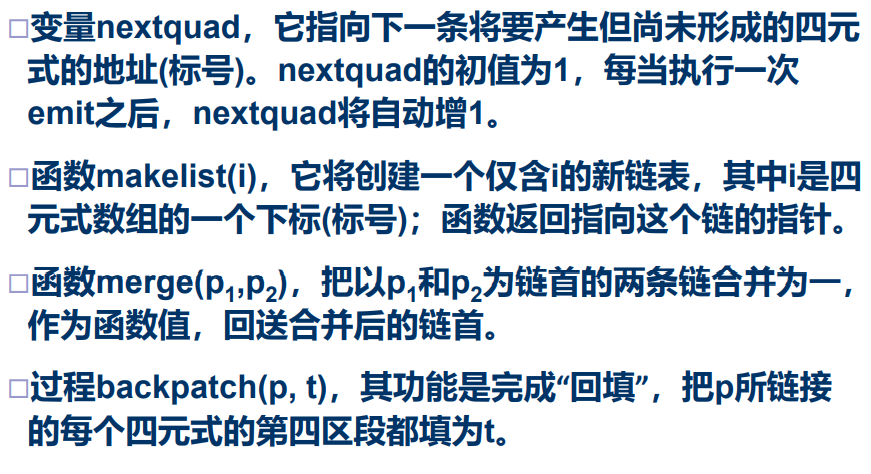 □变量nextquad，它指向下一条将要产生但尚未形成的四元
式的地址(标号)。nextquad的初值为1，每当执行一次
emit之后，nextquad将自动增1。
□函数makelist(i)，它将创建一个仅含i的新链表，其中i是四
元式数组的一个下标(标号)；函数返回指向这个链的指针。
□函数merge(p₁,p₂)，把以p₁和p₂为链首的两条链合并为一，
作为函数值，回送合并后的链首。
□过程backpatch(p, t)，其功能是完成“回填”，把p所链接
的每个四元式的第四区段都填为t。